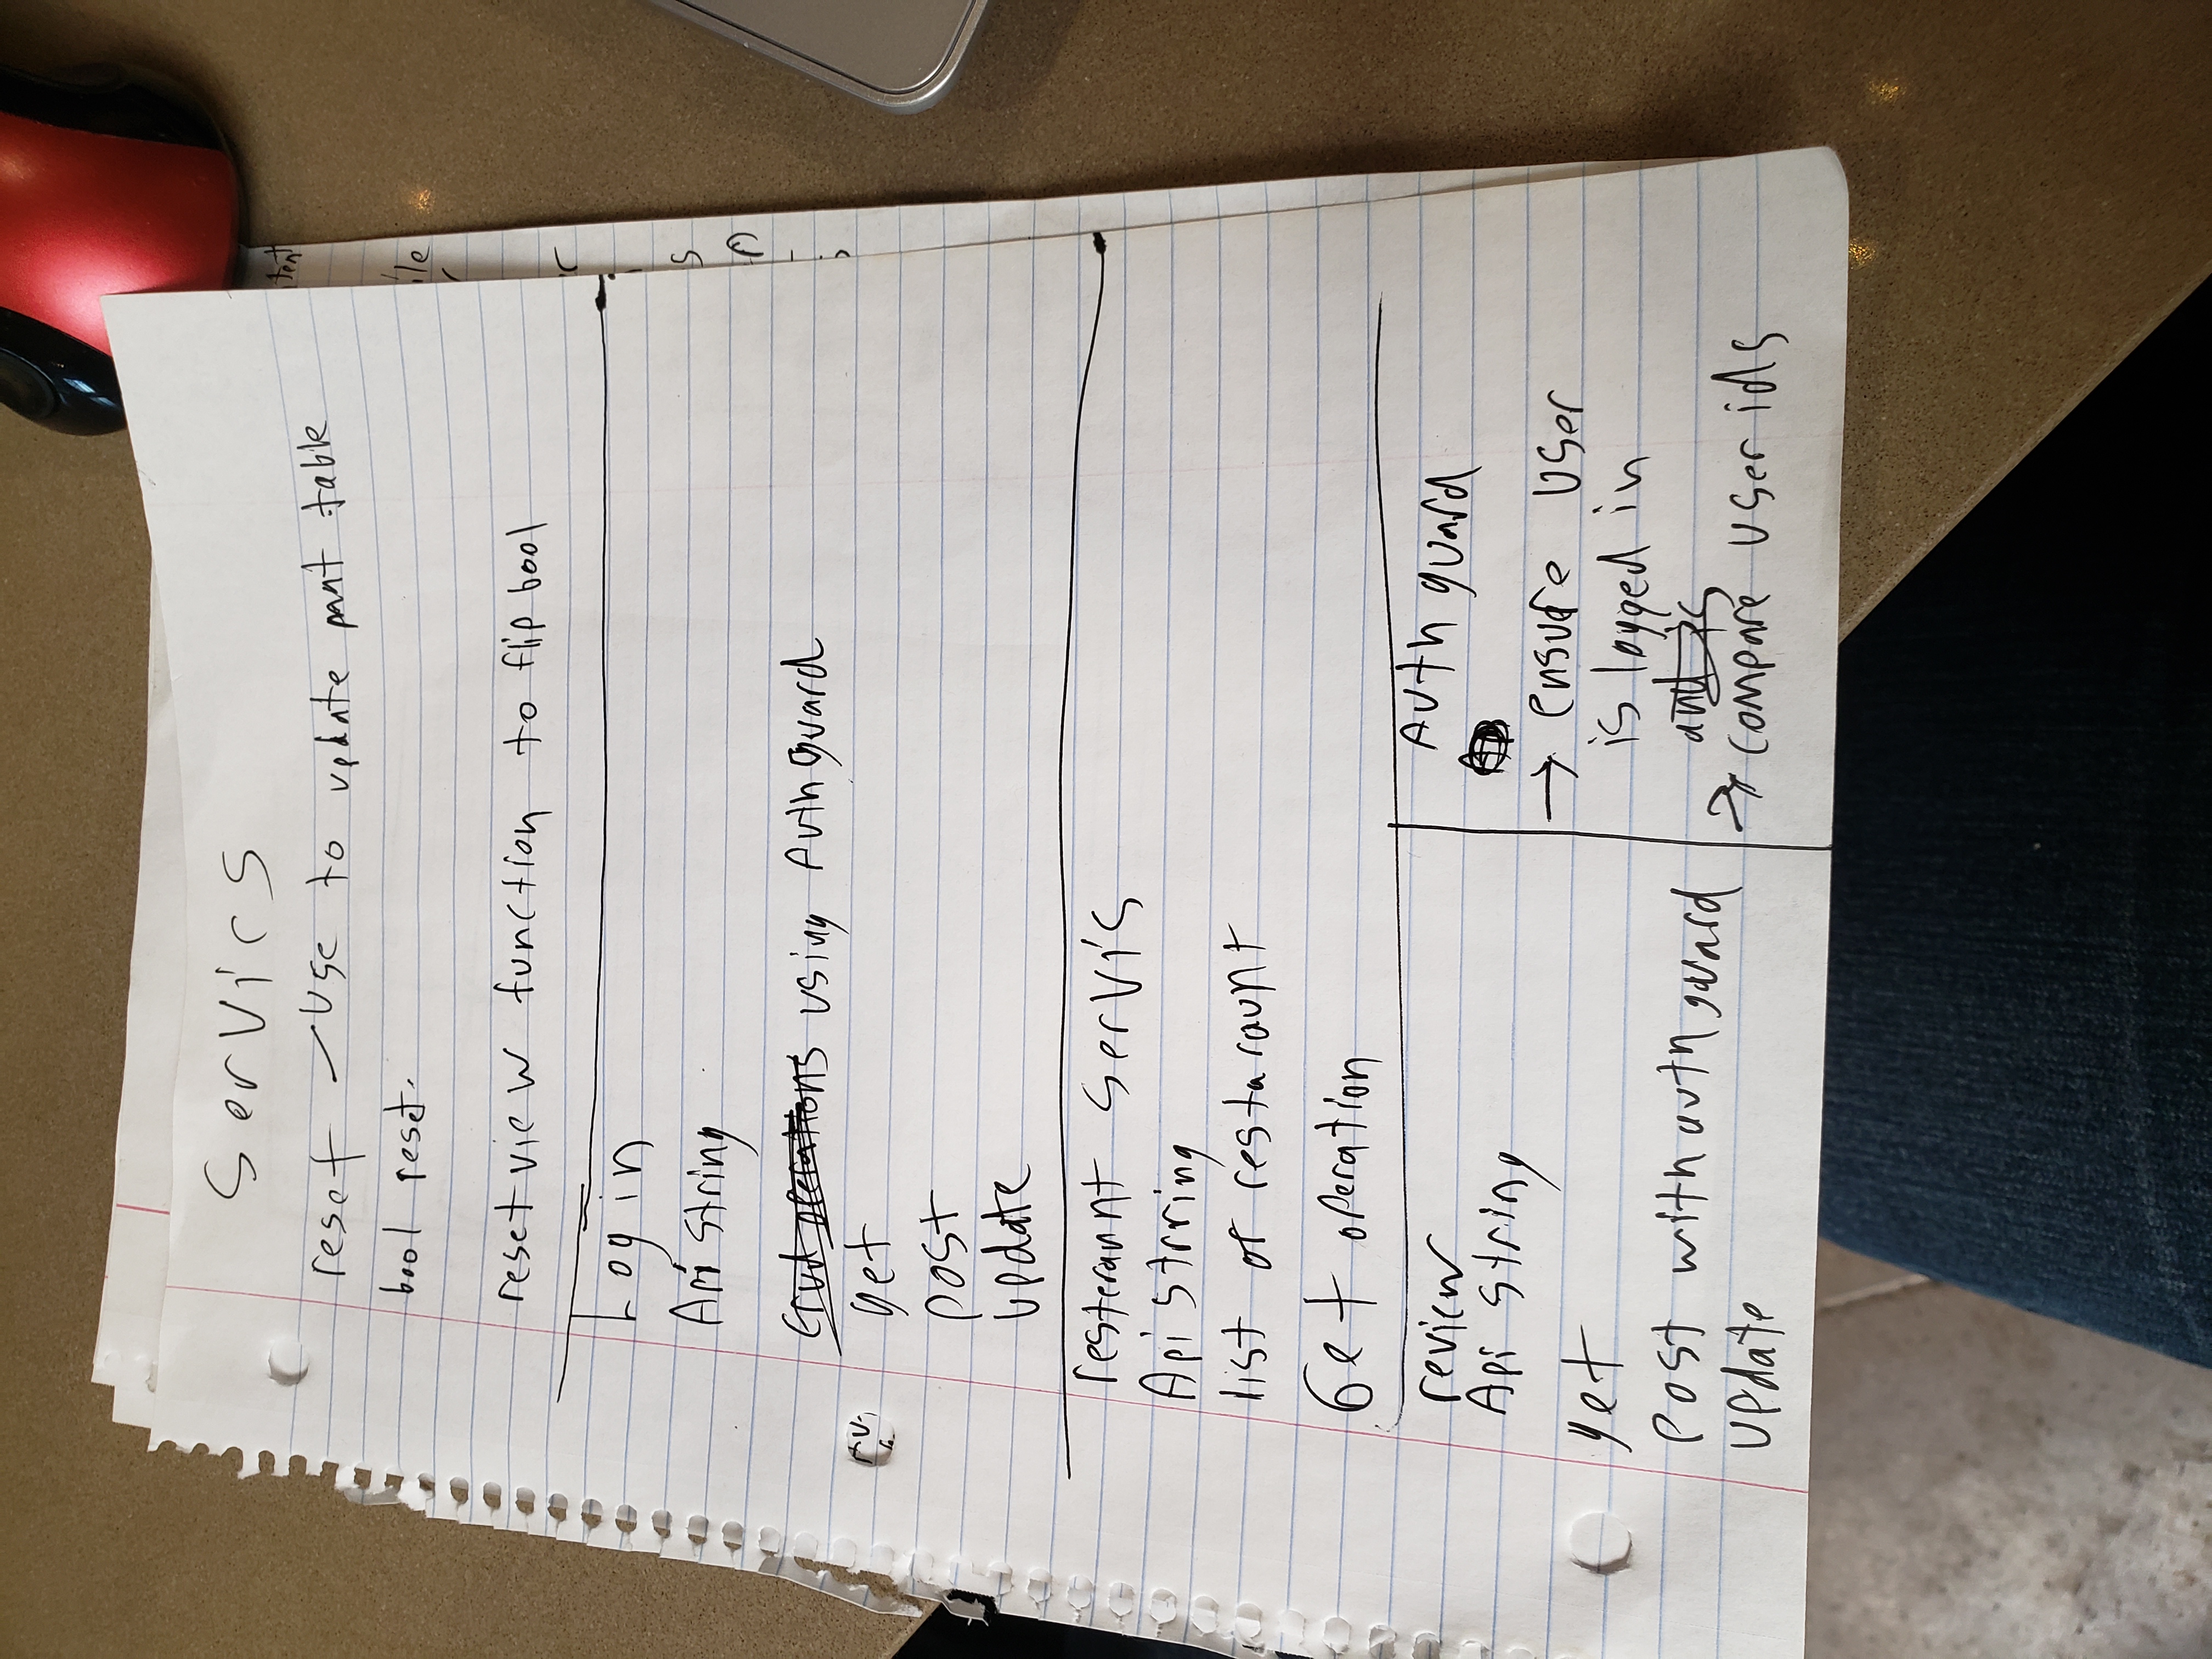 Servics
reset - Use to update table
bool reset.
reset view function to flip bool
Log in
Api string
Crud operations using Auth guard
get
post
update
resteraunt servis
Api strring
list of restaraunt
Get operation
review
Api string
get
post with auth guard
update
Auth guard
→ ensure user
is logged in
and is
→ compare user ids
tent
ile